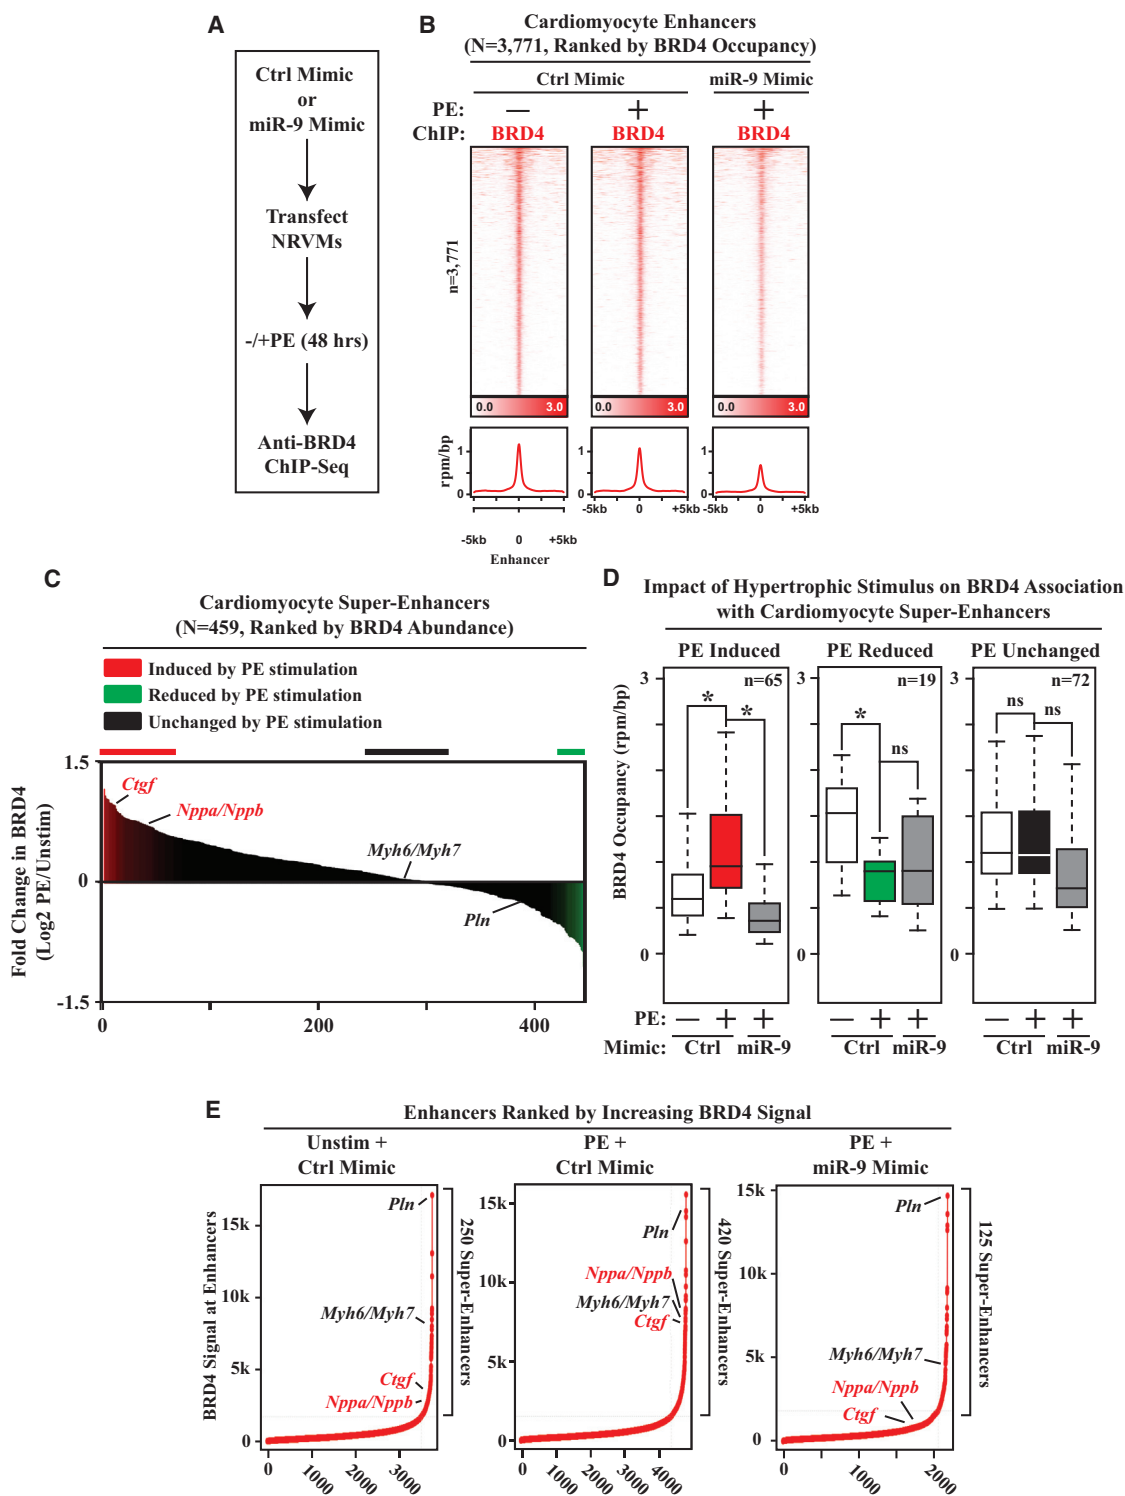 A
Ctrl Mimic
or
miR-9 Mimic
Transfect
NRVMs
-/+PE (48 hrs)
Anti-BRD4
ChIP-Seq
B
Cardiomyocyte Enhancers
(N=3,771, Ranked by BRD4 Occupancy)
Ctrl Mimic
miR-9 Mimic
PE: — + +
ChIP: BRD4 BRD4 BRD4
n=3,771
0.0 3.0 0.0 3.0 0.0 3.0
rpm/bp
1 1 1
0 0 0
-5kb 0 +5kb -5kb 0 +5kb
-5kb 0 +5kb
Enhancer
C
Cardiomyocyte Super-Enhancers
(N=459, Ranked by BRD4 Abundance)
Induced by PE stimulation
Reduced by PE stimulation
Unchanged by PE stimulation
Fold Change in BRD4
(Log2 PE/Unstim)
1.5
0
-1.5
Ctgf
Nppa/Nppb
Myh6/Myh7
Pln
0 200 400
D
Impact of Hypertrophic Stimulus on BRD4 Association
with Cardiomyocyte Super-Enhancers
PE Induced PE Reduced PE Unchanged
BRD4 Occupancy (rpm/bp)
3 3 3
n=65 n=19 n=72
* * * ns ns ns
0 0 0
PE: — + + — + + — + +
Mimic: Ctrl miR-9 Ctrl miR-9 Ctrl miR-9
E
Enhancers Ranked by Increasing BRD4 Signal
Unstim +
Ctrl Mimic
BRD4 Signal at Enhancers
15k
10k
5k
0
Pln
Myh6/Myh7
Ctgf
Nppa/Nppb
250 Super-Enhancers
0 1000 2000 3000
PE +
Ctrl Mimic
15k
10k
5k
0
Pln
Nppa/Nppb
Myh6/Myh7
Ctgf
420 Super-Enhancers
0 1000 2000 3000 4000
PE +
miR-9 Mimic
15k
10k
5k
0
Pln
Myh6/Myh7
Nppa/Nppb
Ctgf
125 Super-Enhancers
0 1000 2000